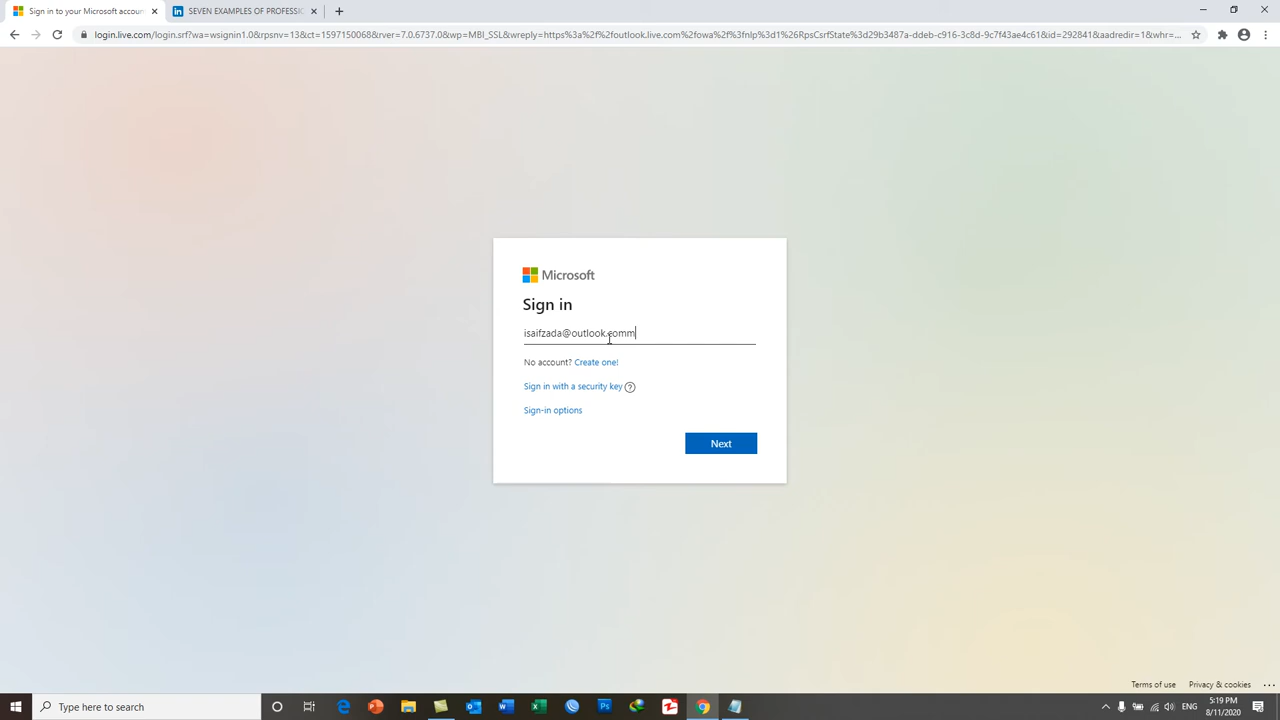 Sign in to your Microsoft accoun
SEVEN EXAMPLES OF PROFESSI
login.live.com/login.srf?wa=wsignin1.0&rpsnv=13&ct=1597150068&rver=7.0.6737.0&wp=MBI_SSL&wreply=https%3a%2f%2foutlook.live.com%2fowa%2f%3fnlp%3d1%26RpsCsrfState%3d29b3487a-ddeb-c916-3c8d-9c7f43ae4c61&id=292841&aadredir=1&whr=...
Microsoft
Sign in
isaifzada@outlook.comm
No account? Create one!
Sign in with a security key ?
Sign-in options
Next
Terms of use Privacy & cookies ...
Type here to search
ENG
5:19 PM
8/11/2020